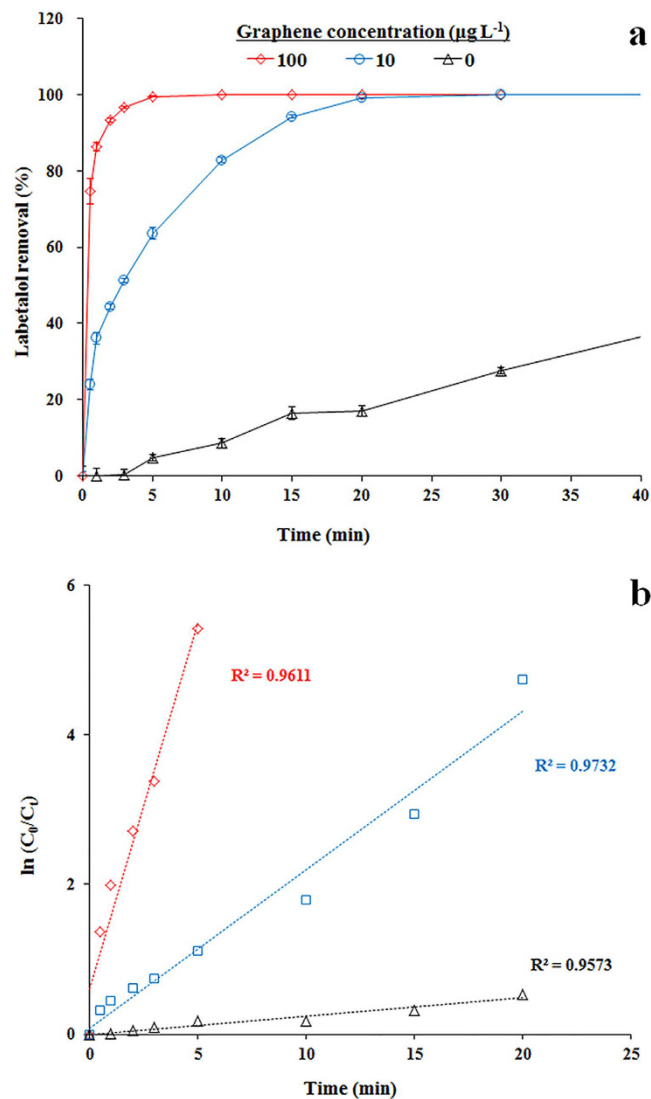 Graphene concentration (µg L⁻¹)
100 10 0
a
120
100
80
60
40
20
0
Labetalol removal (%)
0 5 10 15 20 25 30 35 40
Time (min)
b
6
4
2
0
ln (C₀/Cₜ)
R² = 0.9611
R² = 0.9732
R² = 0.9573
0 5 10 15 20 25
Time (min)